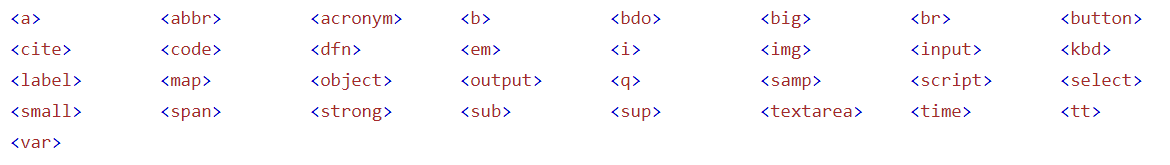 <a> <abbr> <acronym> <b> <bdo> <big> <br> <button>
<cite> <code> <dfn> <em> <i> <img> <input> <kbd>
<label> <map> <object> <output> <q> <samp> <script> <select>
<small> <span> <strong> <sub> <sup> <textarea> <time> <tt>
<var>